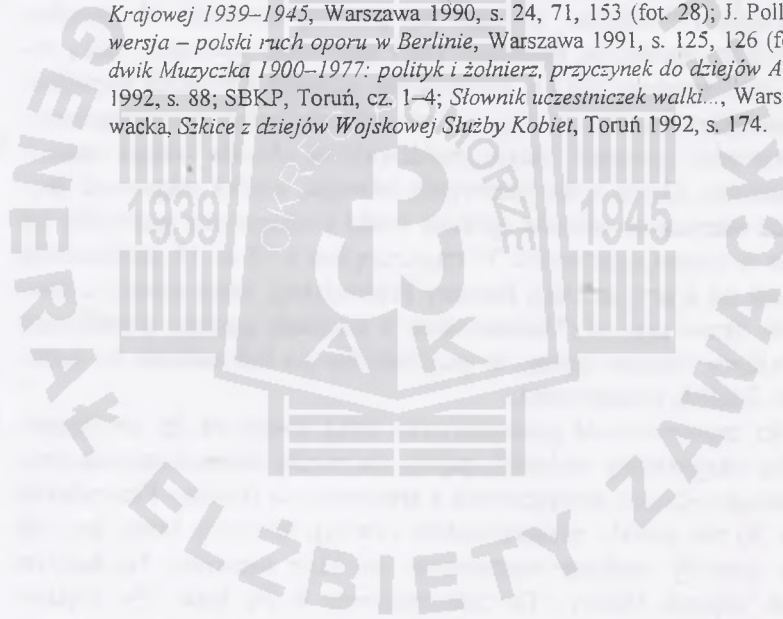 Krajowej 1939–1945, Warszawa 1990, s. 24, 71, 153 (fot. 28); J. Poll
wersja – polski ruch oporu w Berlinie, Warszawa 1991, s. 125, 126 (fo
dwik Muzyczka 1900–1977: polityk i żołnierz, przyczynek do dziejów A
1992, s. 88; SBKP, Toruń, cz. 1–4; Słownik uczestniczek walki..., Wars
wacka, Szkice z dziejów Wojskowej Służby Kobiet, Toruń 1992, s. 174.
GENERAŁ ELŻBIETY ZAWACK
OKRĘG POMORZE
1939
1945
AK